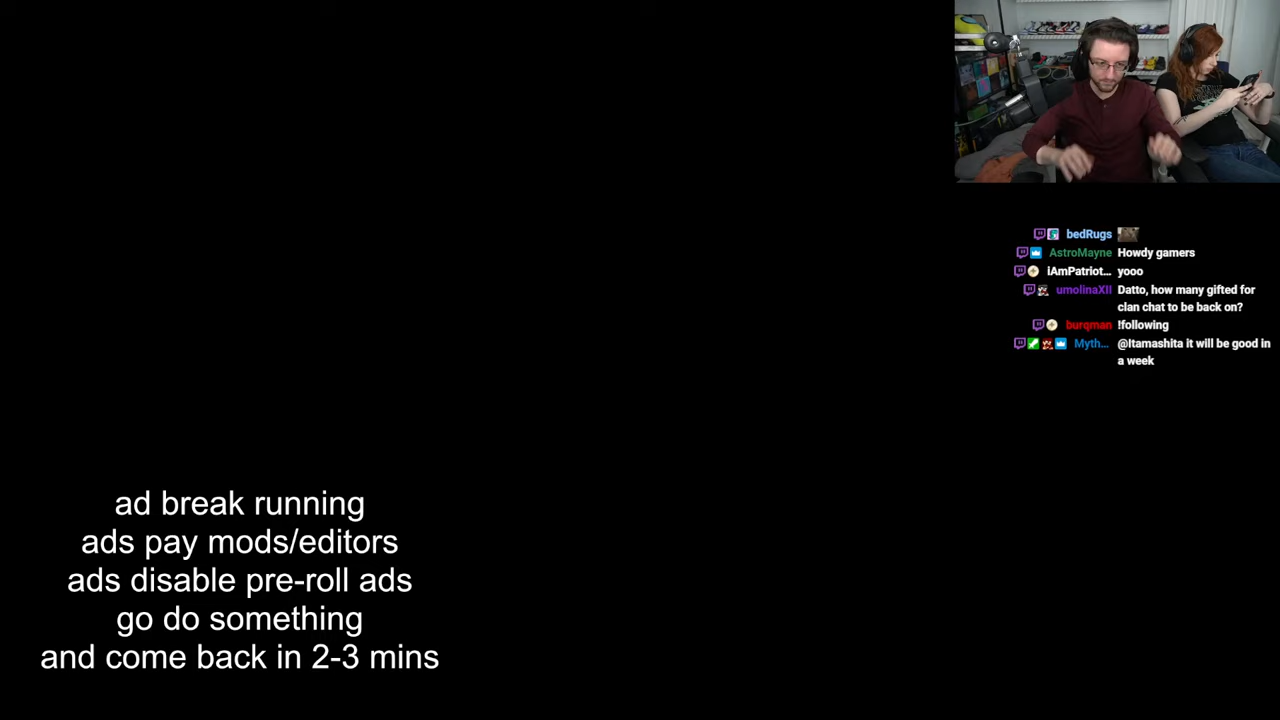 bedRugs
AstroMayne Howdy gamers
iAmPatriot... yooo
umolinaXII Datto, how many gifted for
clan chat to be back on?
burqman !following
Myth... @Itamashita it will be good in
a week
ad break running
ads pay mods/editors
ads disable pre-roll ads
go do something
and come back in 2-3 mins